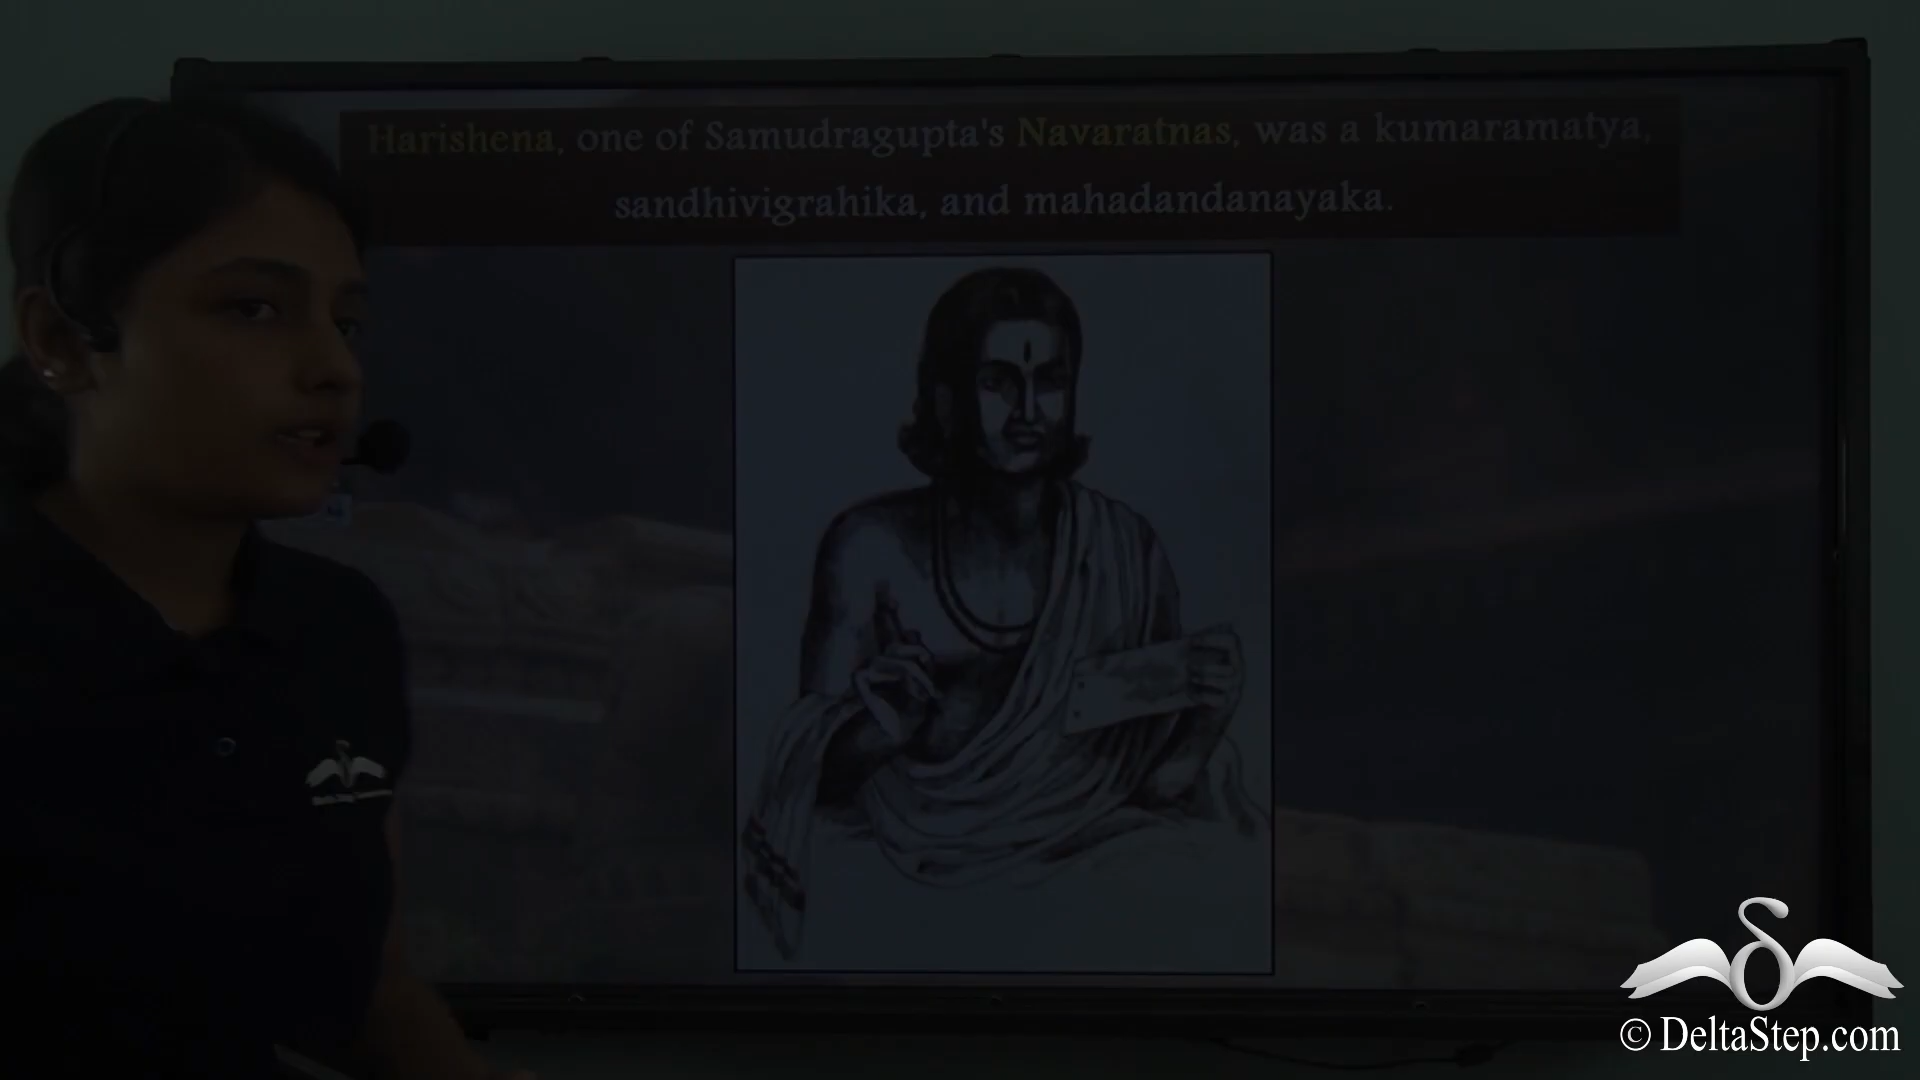 Harishena, one of Samudragupta's Navaratnas, was a kumaramatya,
sandhivigrahika, and mahadandanayaka.
© DeltaStep.com